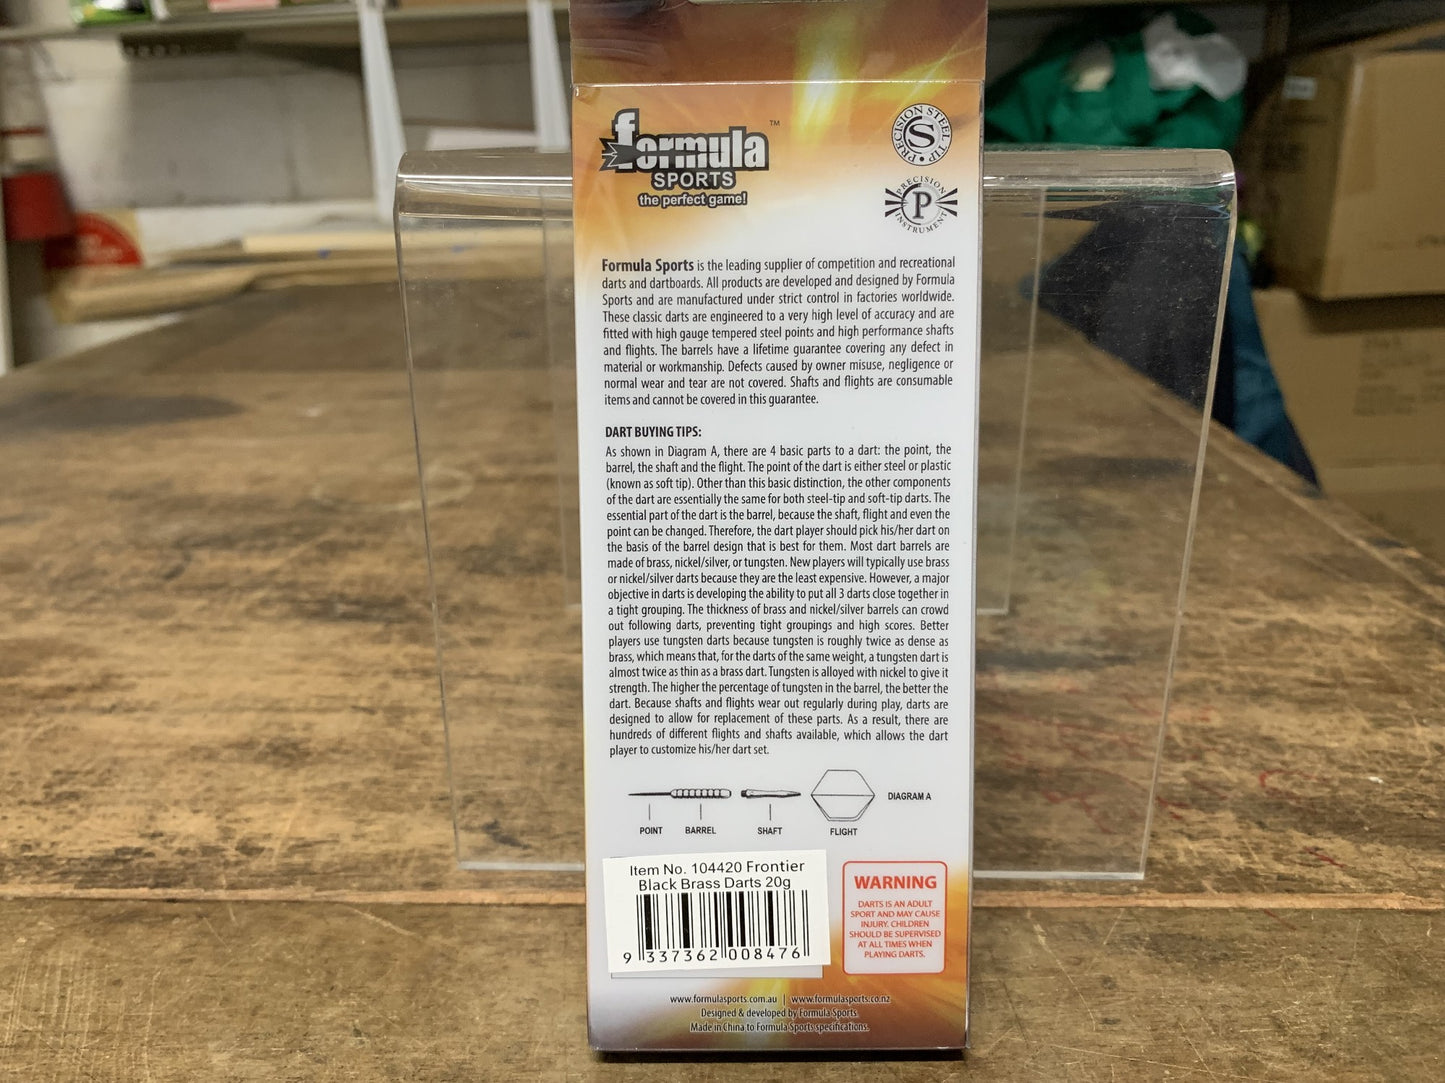 formula™
SPORTS
the perfect game!
PRECISION STEEL TIP
S
PRECISION
P
INSTRUMENT
Formula Sports is the leading supplier of competition and recreational
darts and dartboards. All products are developed and designed by Formula
Sports and are manufactured under strict control in factories worldwide.
These classic darts are engineered to a very high level of accuracy and are
fitted with high gauge tempered steel points and high performance shafts
and flights. The barrels have a lifetime guarantee covering any defect in
material or workmanship. Defects caused by owner misuse, negligence or
normal wear and tear are not covered. Shafts and flights are consumable
items and cannot be covered in this guarantee.
DART BUYING TIPS:
As shown in Diagram A, there are 4 basic parts to a dart: the point, the
barrel, the shaft and the flight. The point of the dart is either steel or plastic
(known as soft tip). Other than this basic distinction, the other components
of the dart are essentially the same for both steel-tip and soft-tip darts. The
essential part of the dart is the barrel, because the shaft, flight and even the
point can be changed. Therefore, the dart player should pick his/her dart on
the basis of the barrel design that is best for them. Most dart barrels are
made of brass, nickel/silver, or tungsten. New players will typically use brass
or nickel/silver darts because they are the least expensive. However, a major
objective in darts is developing the ability to put all 3 darts close together in
a tight grouping. The thickness of brass and nickel/silver barrels can crowd
out following darts, preventing tight groupings and high scores. Better
players use tungsten darts because tungsten is roughly twice as dense as
brass, which means that, for the darts of the same weight, a tungsten dart is
almost twice as thin as a brass dart. Tungsten is alloyed with nickel to give it
strength. The higher the percentage of tungsten in the barrel, the better the
dart. Because shafts and flights wear out regularly during play, darts are
designed to allow for replacement of these parts. As a result, there are
hundreds of different flights and shafts available, which allows the dart
player to customize his/her dart set.
DIAGRAM A
POINT BARREL SHAFT FLIGHT
Item No. 104420 Frontier
Black Brass Darts 20g
9 337362 008476
WARNING
DARTS IS AN ADULT
SPORT AND MAY CAUSE
INJURY. CHILDREN
SHOULD BE SUPERVISED
AT ALL TIMES WHEN
PLAYING DARTS.
www.formulasports.com.au | www.formulasports.co.nz
Designed & developed by Formula Sports
Made in China to Formula Sports specifications.